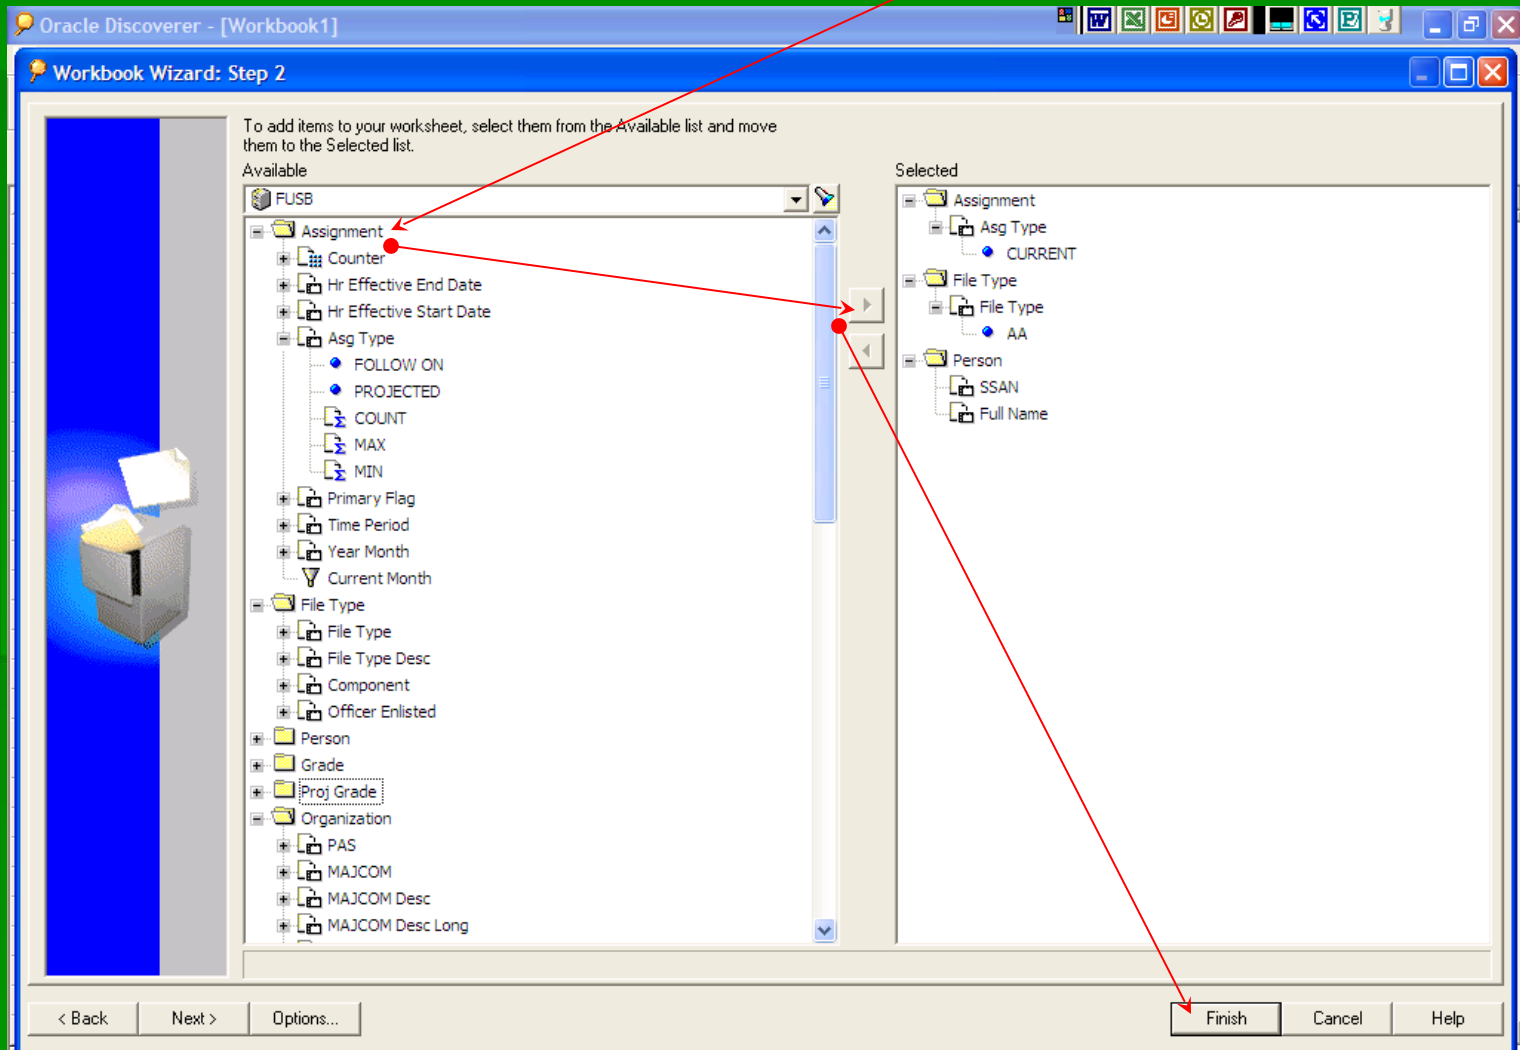 Oracle Discoverer - [Workbook1]
Workbook Wizard: Step 2
To add items to your worksheet, select them from the Available list and move
them to the Selected list.
Available
FUSB
Assignment
Counter
Hr Effective End Date
Hr Effective Start Date
Asg Type
FOLLOW ON
PROJECTED
COUNT
MAX
MIN
Primary Flag
Time Period
Year Month
Current Month
File Type
File Type
File Type Desc
Component
Officer Enlisted
Person
Grade
Proj Grade
Organization
PAS
MAJCOM
MAJCOM Desc
MAJCOM Desc Long
Selected
Assignment
Asg Type
CURRENT
File Type
File Type
AA
Person
SSAN
Full Name
< Back
Next >
Options...
Finish
Cancel
Help